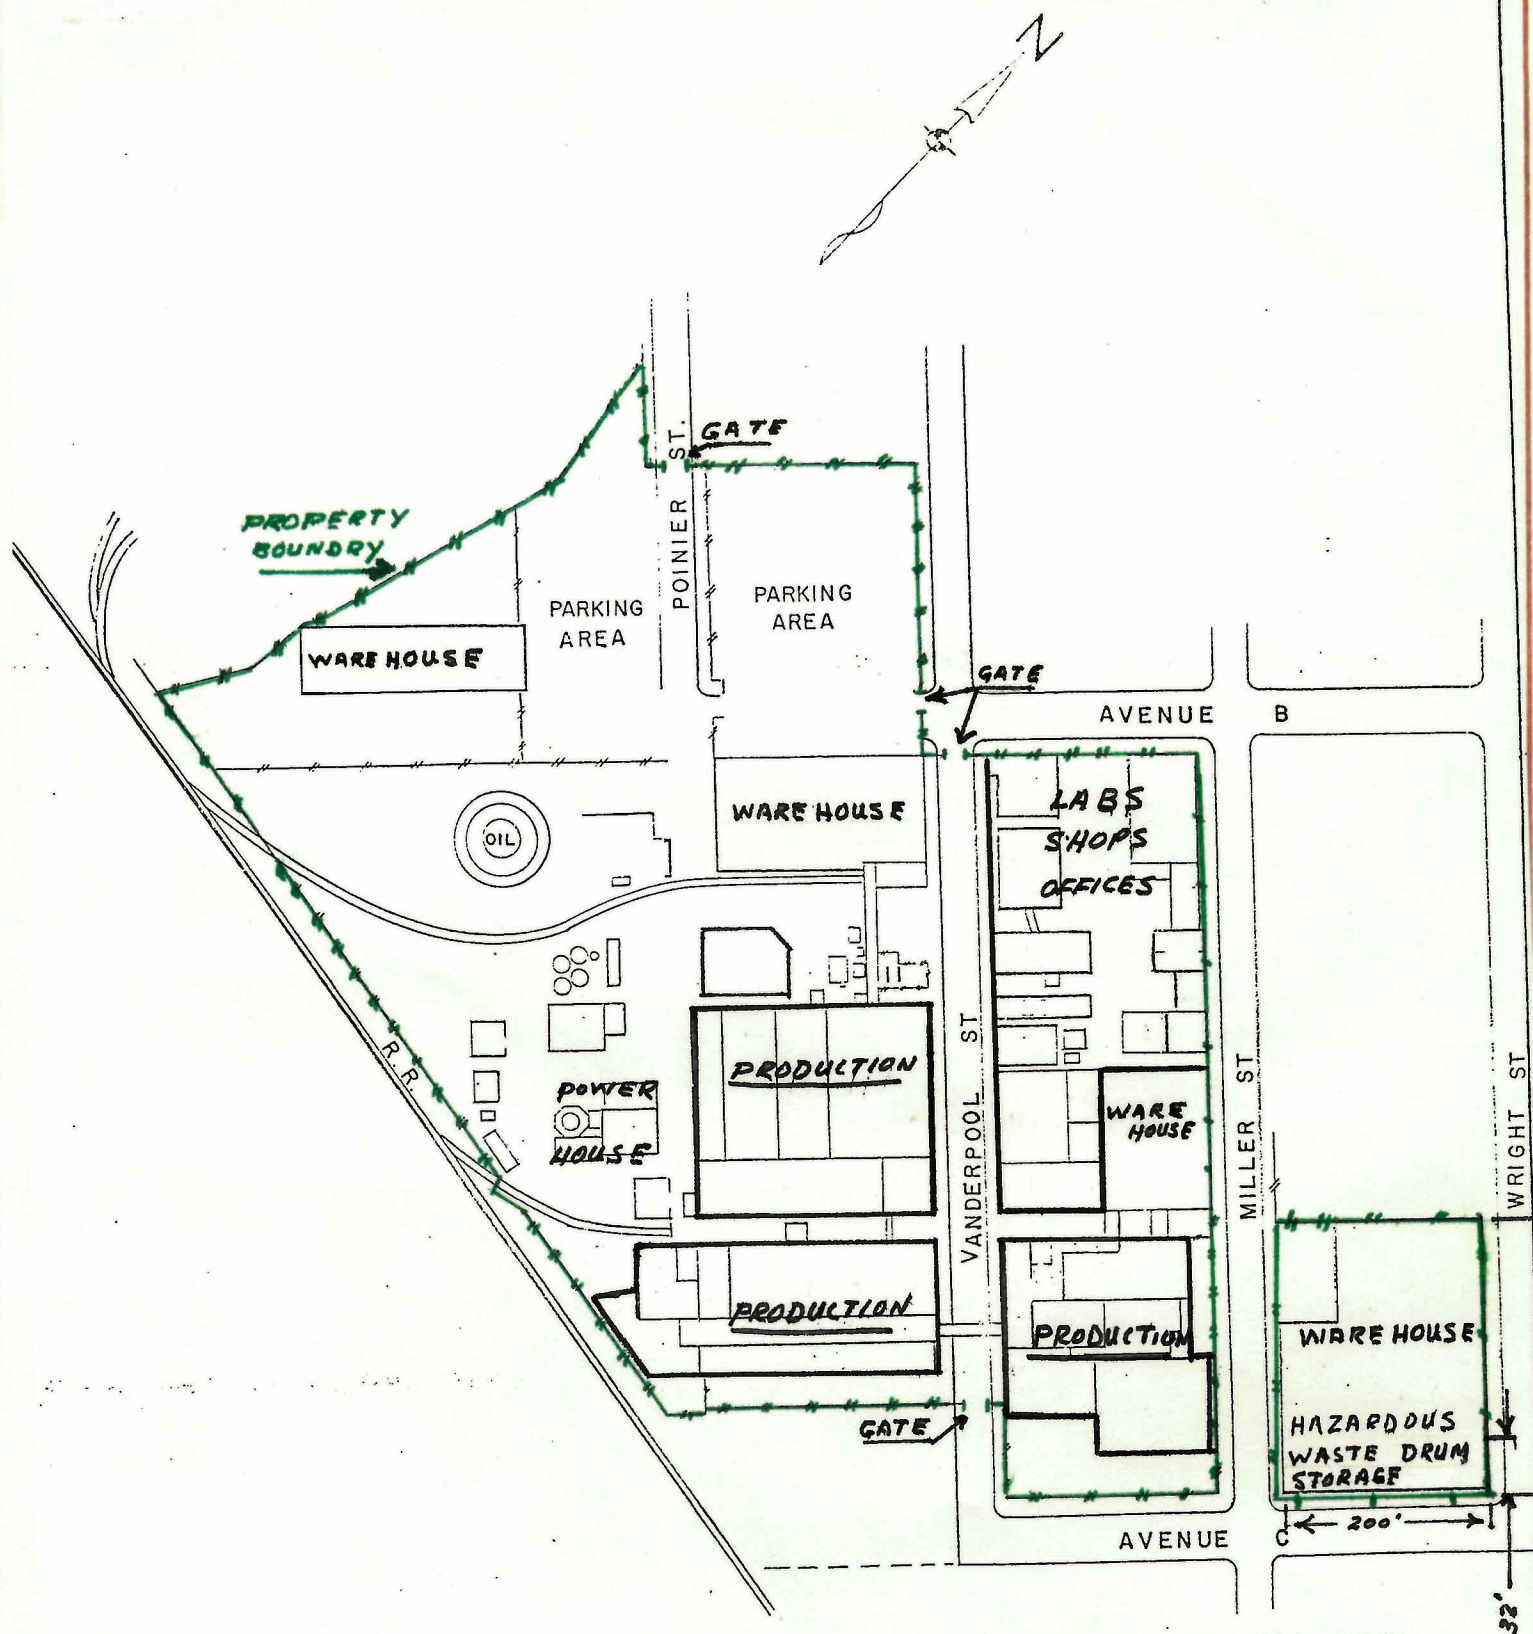 N
ST.
GATE
PROPERTY
BOUNDRY
POINIER
PARKING
AREA
PARKING
AREA
WAREHOUSE
GATE
AVENUE B
WAREHOUSE
LABS
SHOPS
OFFICES
OIL
R.R.
PRODUCTION
POWER
HOUSE
VANDERPOOL ST
WARE
HOUSE
MILLER ST
WRIGHT ST
PRODUCTION
PRODUCTION
WAREHOUSE
GATE
HAZARDOUS
WASTE DRUM
STORAGE
200'
AVENUE C
32'